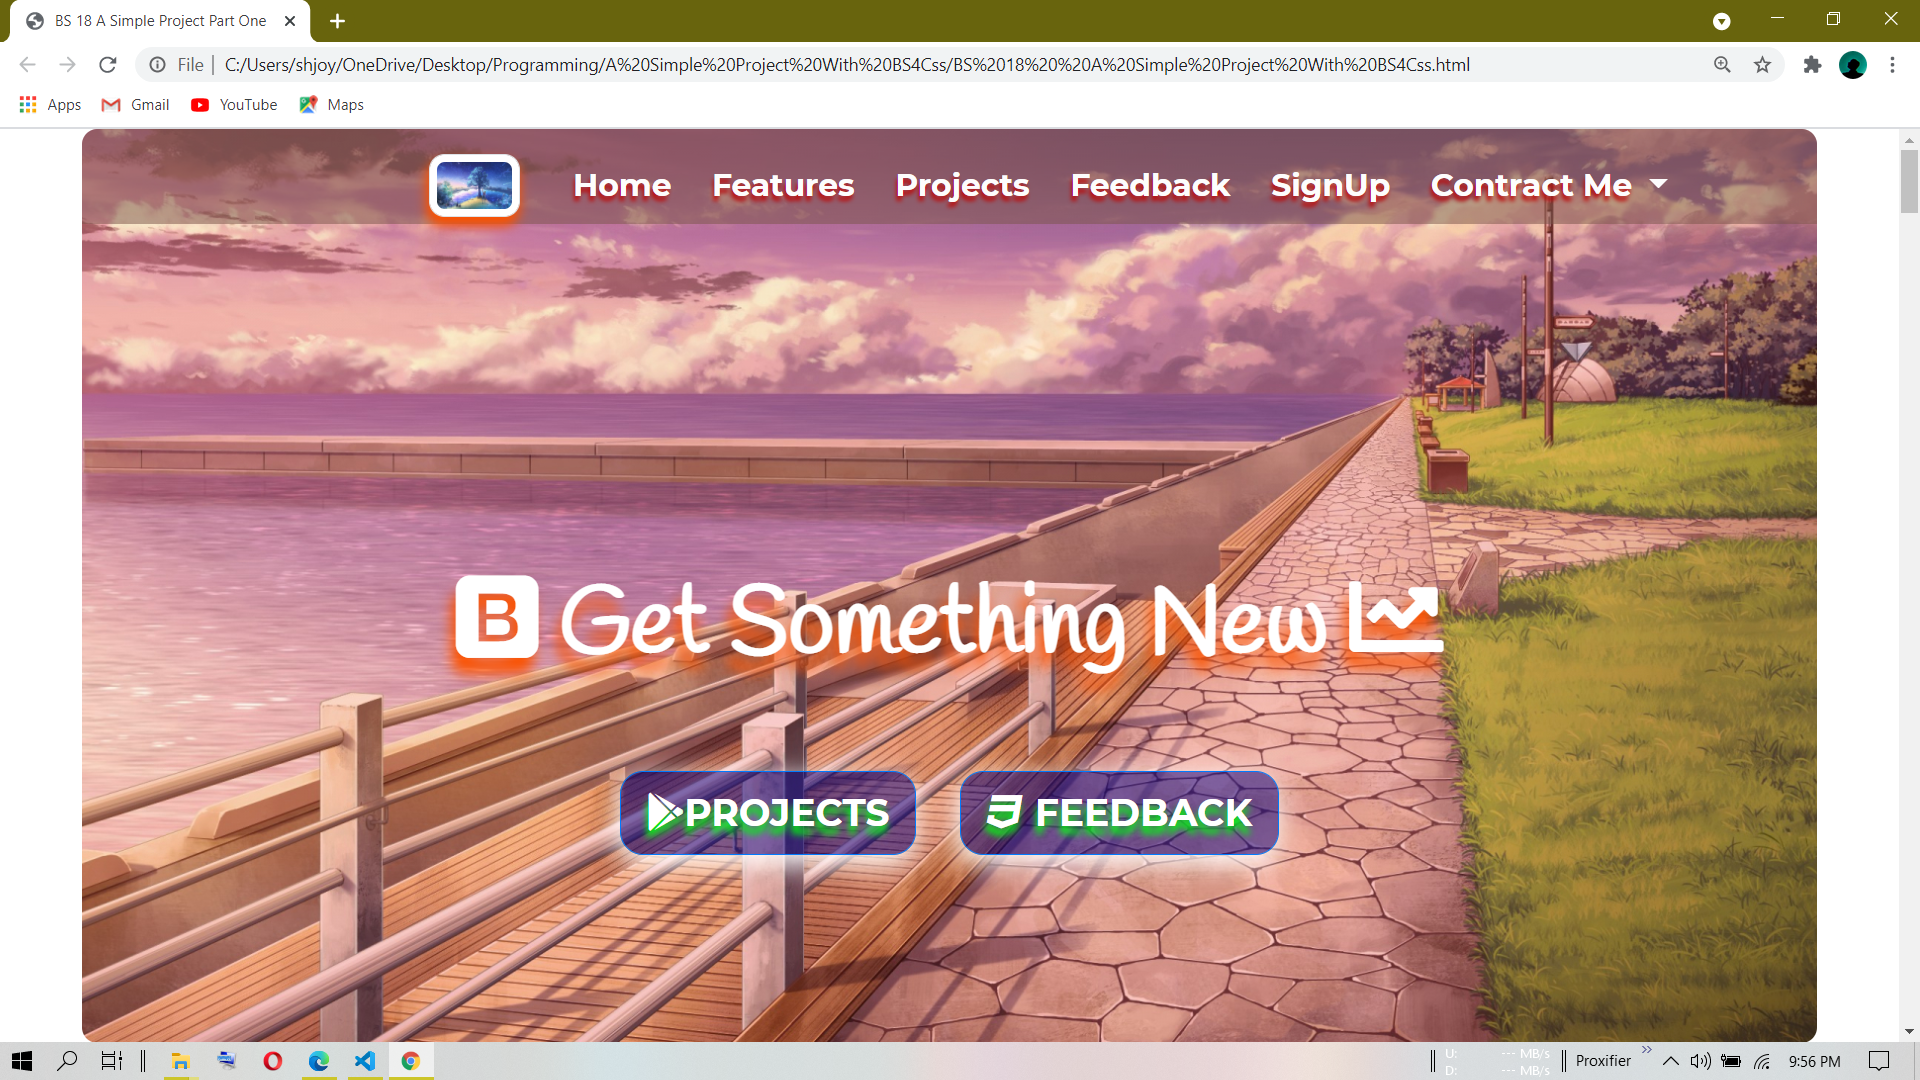 BS 18 A Simple Project Part One
File C:/Users/shjoy/OneDrive/Desktop/Programming/A%20Simple%20Project%20With%20BS4Css/BS%2018%20%20A%20Simple%20Project%20With%20BS4Css.html
Apps Gmail YouTube Maps
Home Features Projects Feedback SignUp Contract Me
B Get Something New
PROJECTS FEEDBACK
U: --- MB/s
D: --- MB/s
Proxifier
9:56 PM